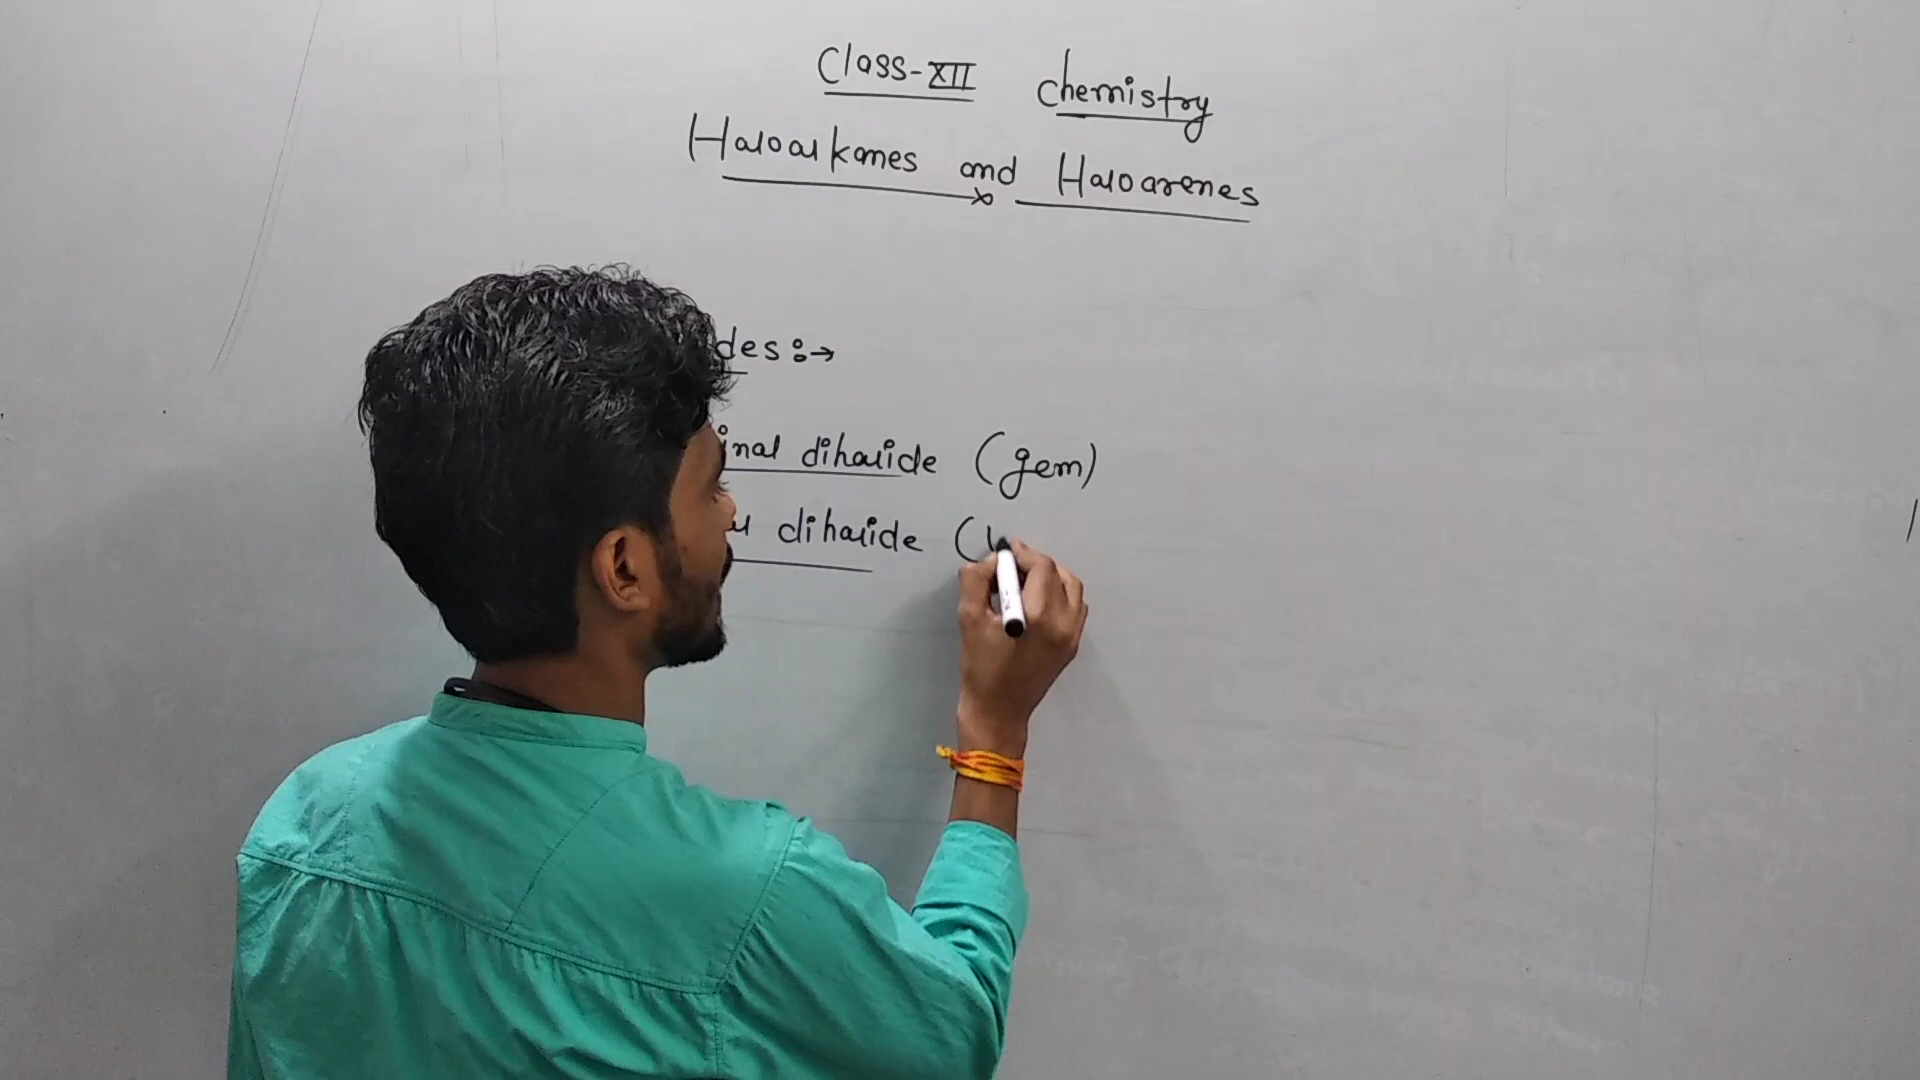 Class-XII Chemistry
Haloalkanes and Haloarenes
des :→
inal dihalide (gem)
dihalide (